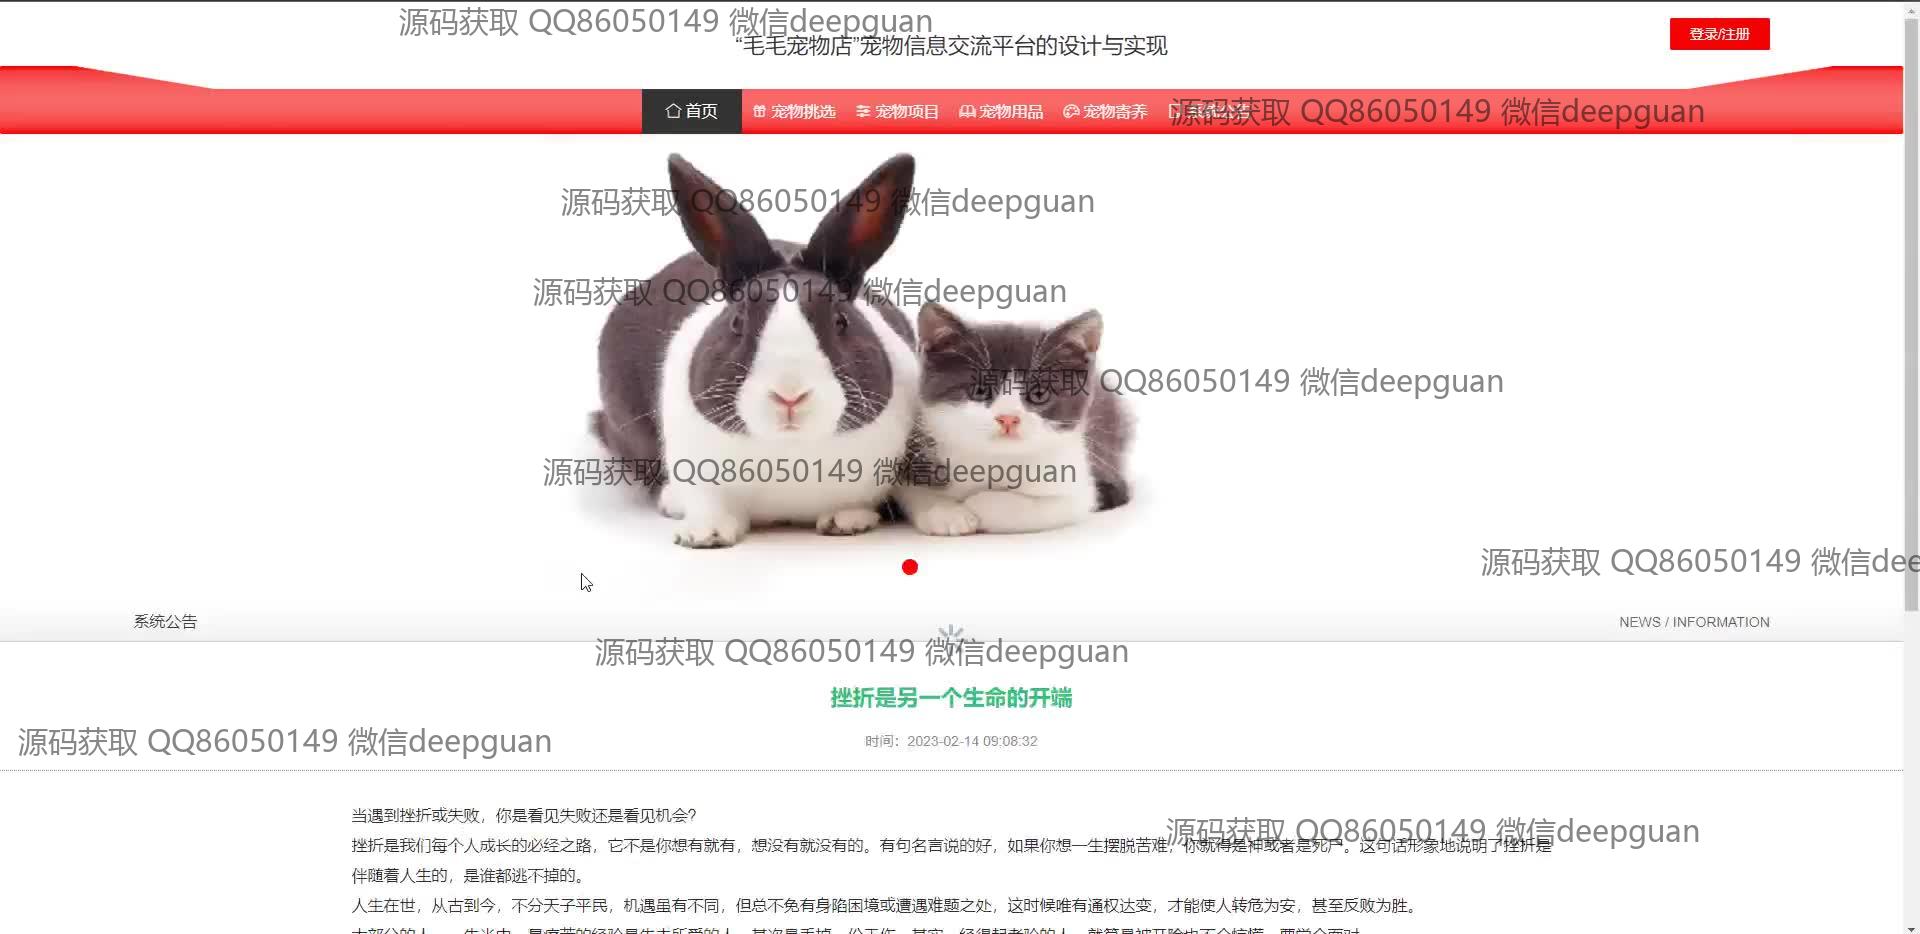 源码获取 QQ86050149 微信deepguan
“毛毛宠物店”宠物信息交流平台的设计与实现
登录/注册
首页 宠物挑选 宠物项目 宠物用品 宠物寄养 系统公告
源码获取 QQ86050149 微信deepguan
源码获取 QQ86050149 微信deepguan
源码获取 QQ86050149 微信deepguan
源码获取 QQ86050149 微信deepguan
源码获取 QQ86050149 微信deepguan
源码获取 QQ86050149 微信dee
系统公告
NEWS / INFORMATION
源码获取 QQ86050149 微信deepguan
挫折是另一个生命的开端
源码获取 QQ86050149 微信deepguan
时间：2023-02-14 09:08:32
当遇到挫折或失败，你是看见失败还是看见机会?
源码获取 QQ86050149 微信deepguan
挫折是我们每个人成长的必经之路，它不是你想有就有，想没有就没有的。有句名言说的好，如果你想一生摆脱苦难，你就得是神或者是死尸。这句话形象地说明了挫折是
伴随着人生的，是谁都逃不掉的。
人生在世，从古到今，不分天子平民，机遇虽有不同，但总不免有身陷困境或遭遇难题之处，这时候唯有通权达变，才能使人转危为安，甚至反败为胜。